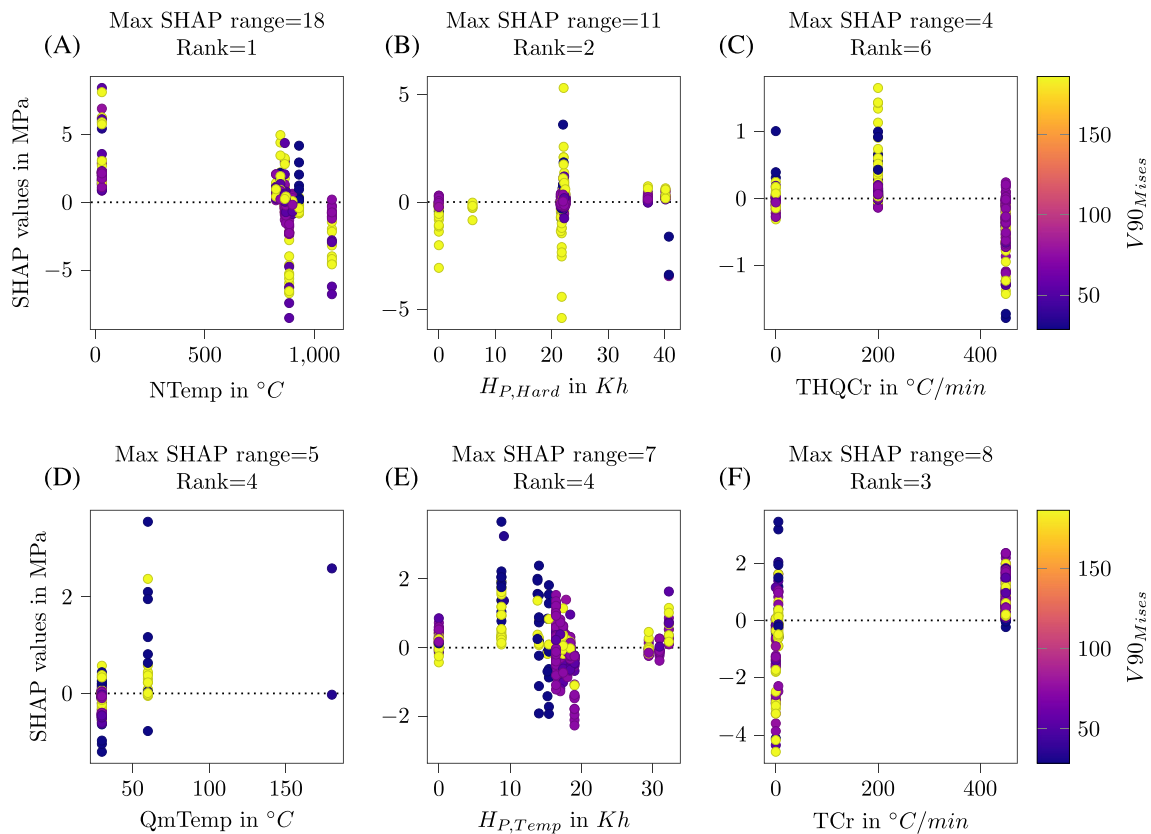 Max SHAP range=18
Rank=1
(A)
5
0
−5
SHAP values in MPa
0
500
1,000
NTemp in °C
Max SHAP range=11
Rank=2
(B)
5
0
−5
0
10
20
30
40
H_{P,Hard} in Kh
Max SHAP range=4
Rank=6
(C)
1
0
−1
0
200
400
THQCr in °C/min
150
100
50
V90_{Mises}
Max SHAP range=5
Rank=4
(D)
2
0
SHAP values in MPa
50
100
150
QmTemp in °C
Max SHAP range=7
Rank=4
(E)
2
0
−2
0
10
20
30
H_{P,Temp} in Kh
Max SHAP range=8
Rank=3
(F)
2
0
−2
−4
0
200
400
TCr in °C/min
150
100
50
V90_{Mises}